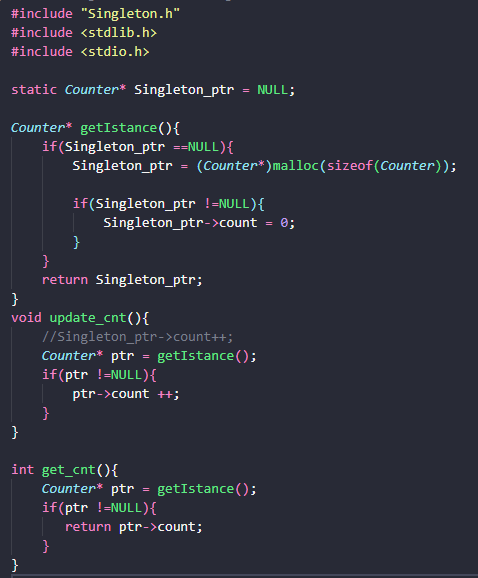 #include "Singleton.h"
#include <stdlib.h>
#include <stdio.h>
static Counter* Singleton_ptr = NULL;
Counter* getIstance(){
if(Singleton_ptr ==NULL){
Singleton_ptr = (Counter*)malloc(sizeof(Counter));
if(Singleton_ptr !=NULL){
Singleton_ptr->count = 0;
}
}
return Singleton_ptr;
}
void update_cnt(){
//Singleton_ptr->count++;
Counter* ptr = getIstance();
if(ptr !=NULL){
ptr->count ++;
}
}
int get_cnt(){
Counter* ptr = getIstance();
if(ptr !=NULL){
return ptr->count;
}
}